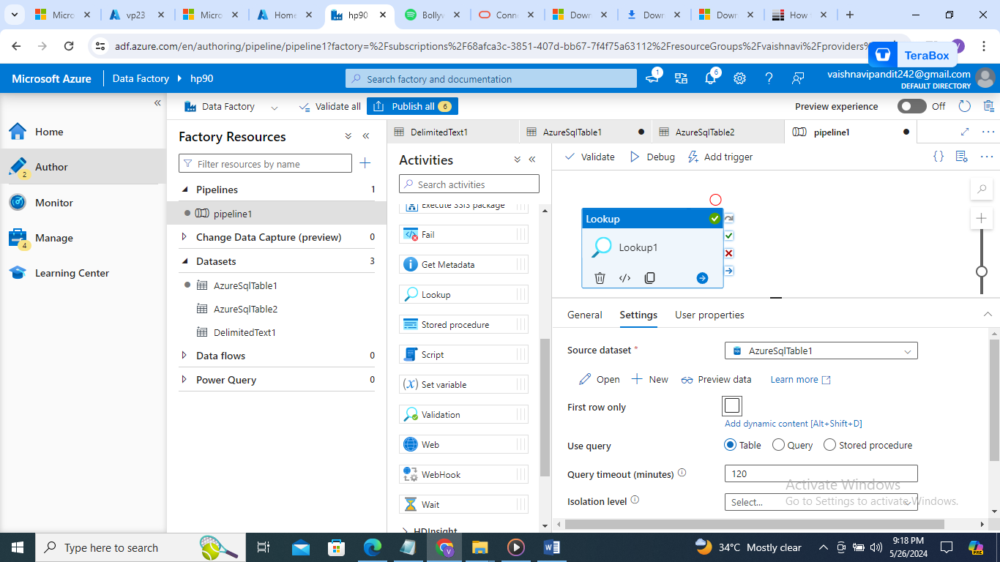 Micro
vp23
Micro
Home
hp90
Bolly
Conn
Down
Down
Down
How
adf.azure.com/en/authoring/pipeline/pipeline1?factory=%2Fsubscriptions%2F68afca3c-3851-407d-bb67-7f4f75a63112%2FresourceGroups%2Fvaishnavi%2Fproviders%
TeraBox
Microsoft Azure
Data Factory
hp90
Search factory and documentation
1
6
vaishnavipandit242@gmail.com
DEFAULT DIRECTORY
Data Factory
Validate all
Publish all 6
Preview experience
Off
Home
Author
2
Monitor
Manage
4
Learning Center
Factory Resources
Filter resources by name
Pipelines 1
pipeline1
Change Data Capture (preview) 0
Datasets 3
AzureSqlTable1
AzureSqlTable2
DelimitedText1
Data flows 0
Power Query 0
DelimitedText1
AzureSqlTable1
AzureSqlTable2
pipeline1
Activities
Search activities
Execute SSIS package
Fail
Get Metadata
Lookup
Stored procedure
Script
(x) Set variable
Validation
Web
WebHook
Wait
HDInsight
Validate
Debug
Add trigger
Lookup
Lookup1
General
Settings
User properties
Source dataset *
AzureSqlTable1
Open
New
Preview data
Learn more
First row only
Add dynamic content [Alt+Shift+D]
Use query
Table
Query
Stored procedure
Query timeout (minutes)
120
Isolation level
Select...
Activate Windows
Go to Settings to activate Windows.
Type here to search
34°C Mostly clear
9:18 PM
5/26/2024